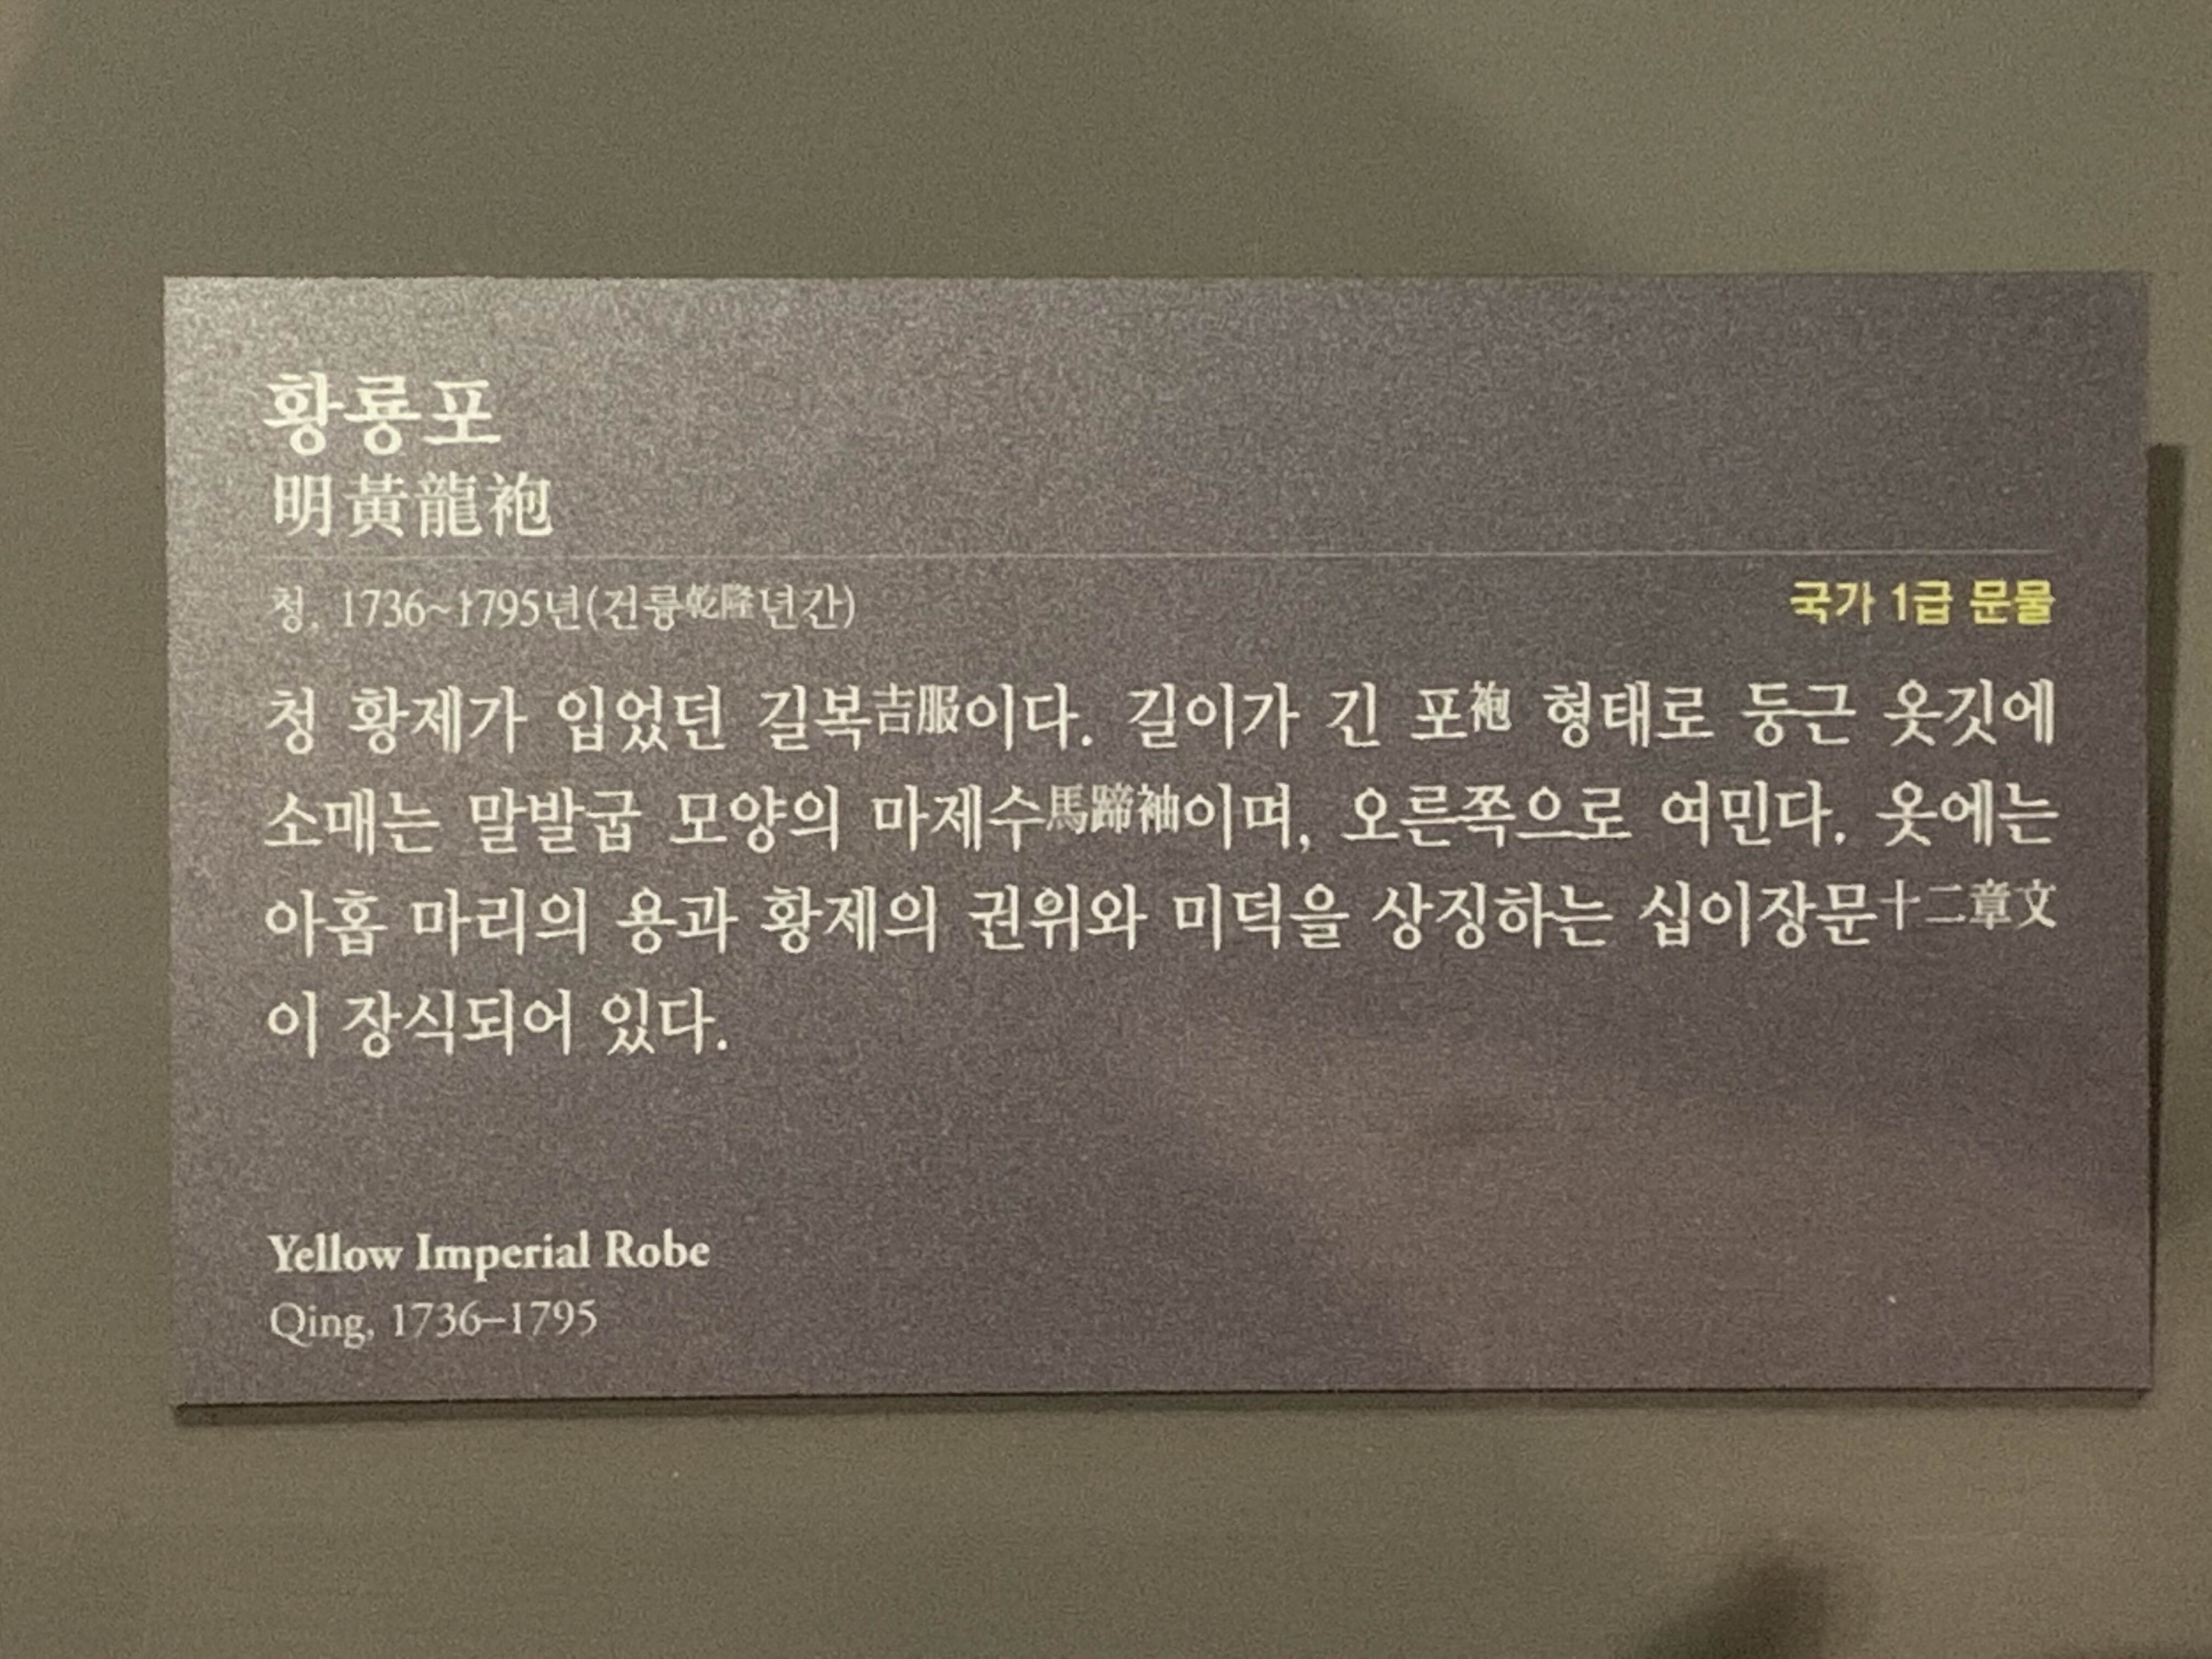 황룡포
明黃龍袍
청, 1736~1795년(건륭乾隆년간)
국가 1급 문물
청 황제가 입었던 길복吉服이다. 길이가 긴 포袍 형태로 둥근 옷깃에
소매는 말발굽 모양의 마제수馬蹄袖이며, 오른쪽으로 여민다. 옷에는
아홉 마리의 용과 황제의 권위와 미덕을 상징하는 십이장문十二章文
이 장식되어 있다.
Yellow Imperial Robe
Qing, 1736–1795